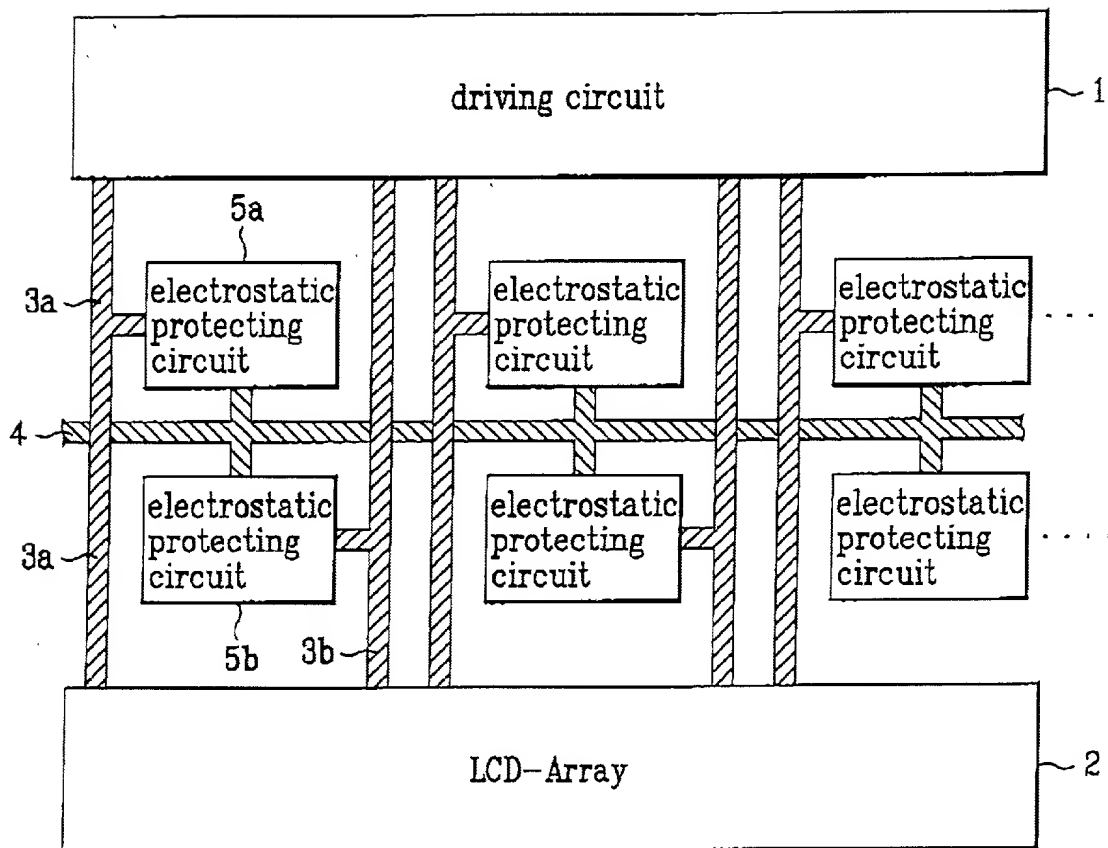 driving circuit
1
5a
3a
electrostatic
protecting
circuit
electrostatic
protecting
circuit
electrostatic
protecting
circuit
....
4
3a
electrostatic
protecting
circuit
electrostatic
protecting
circuit
electrostatic
protecting
circuit
....
5b
3b
LCD-Array
2